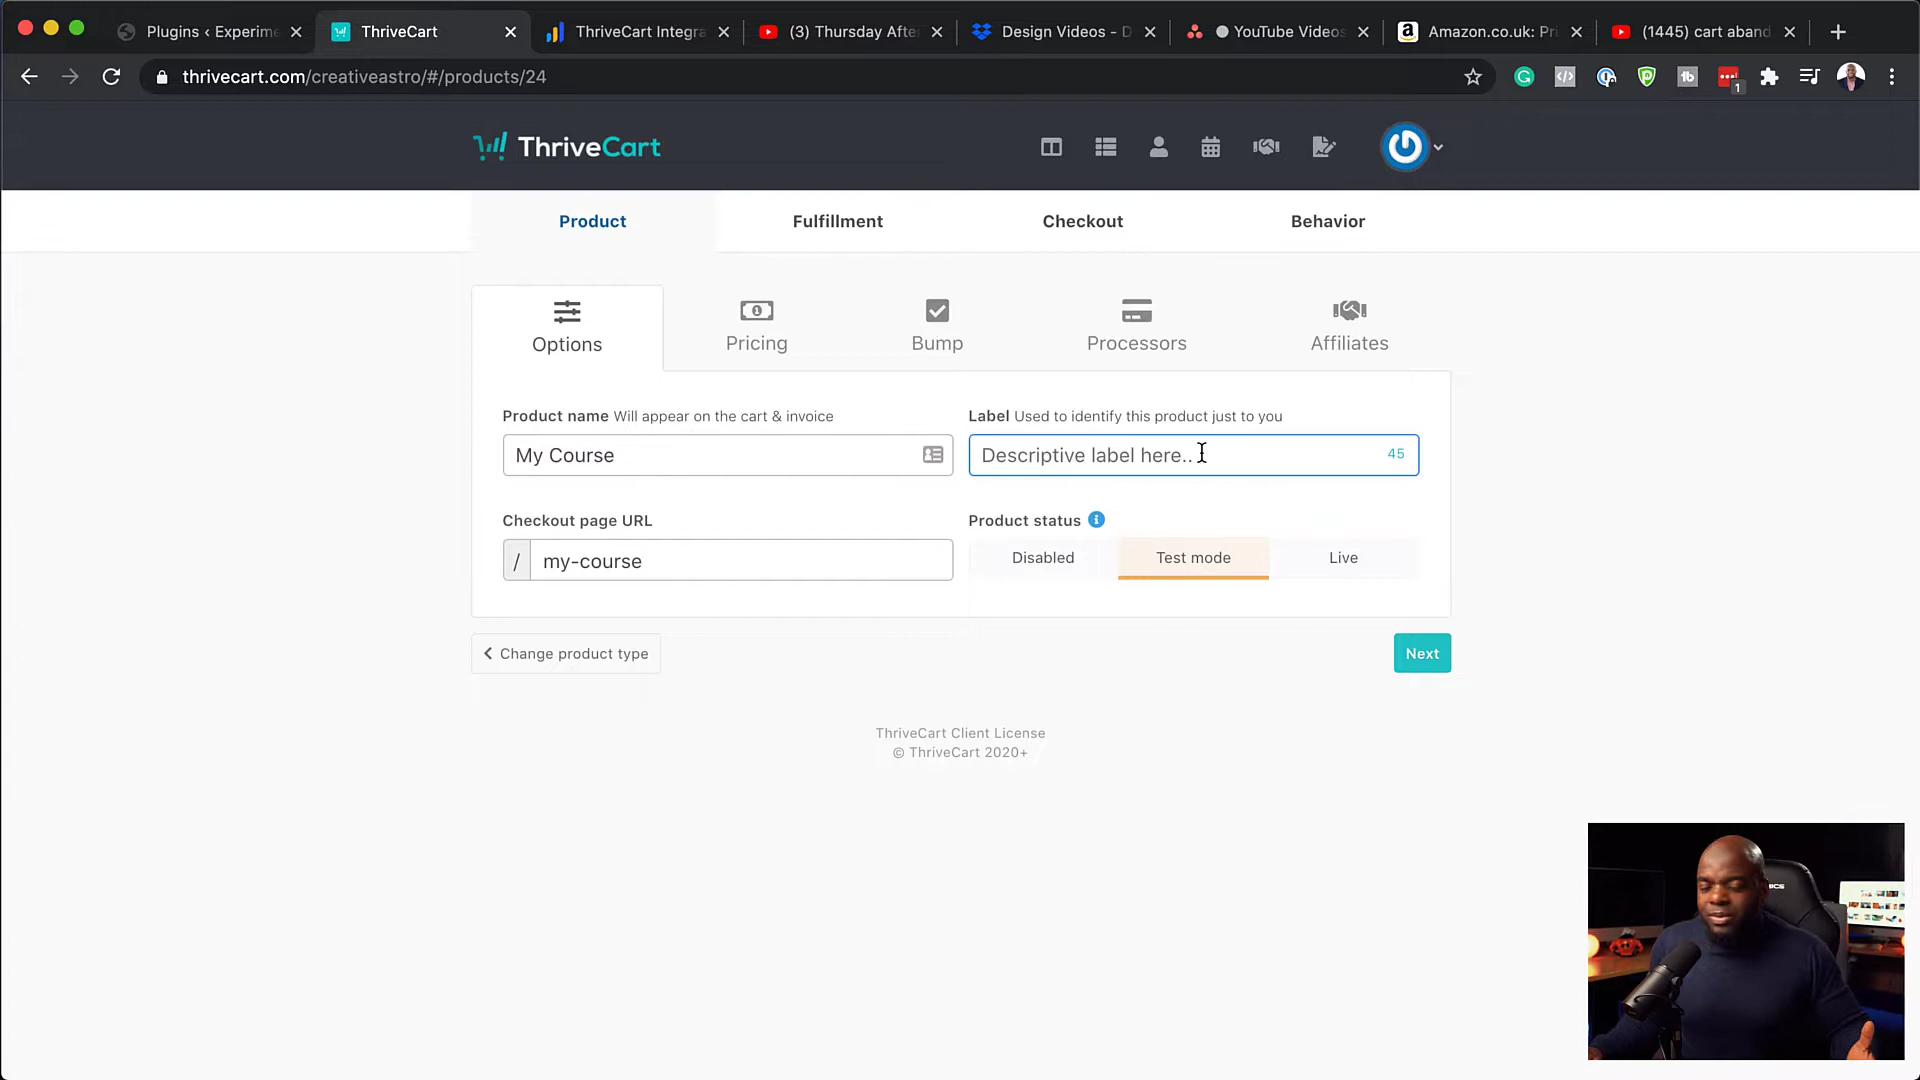 Plugins ‹ Experime
ThriveCart
ThriveCart Integra
(3) Thursday Afte
Design Videos - D
YouTube Videos
Amazon.co.uk: Pri
(1445) cart aband
thrivecart.com/creativeastro/#/products/24
1
ThriveCart
Product
Fulfillment
Checkout
Behavior
Options
Pricing
Bump
Processors
Affiliates
Product name Will appear on the cart & invoice
Label Used to identify this product just to you
My Course
Descriptive label here..
45
Checkout page URL
Product status
/ my-course
Disabled
Test mode
Live
Change product type
Next
ThriveCart Client License
© ThriveCart 2020+